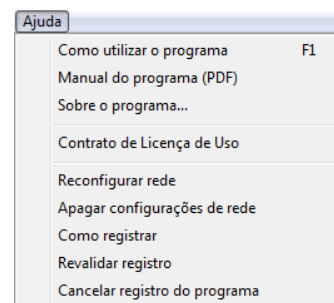 Ajuda
Como utilizar o programa F1
Manual do programa (PDF)
Sobre o programa...
Contrato de Licença de Uso
Reconfigurar rede
Apagar configurações de rede
Como registrar
Revalidar registro
Cancelar registro do programa